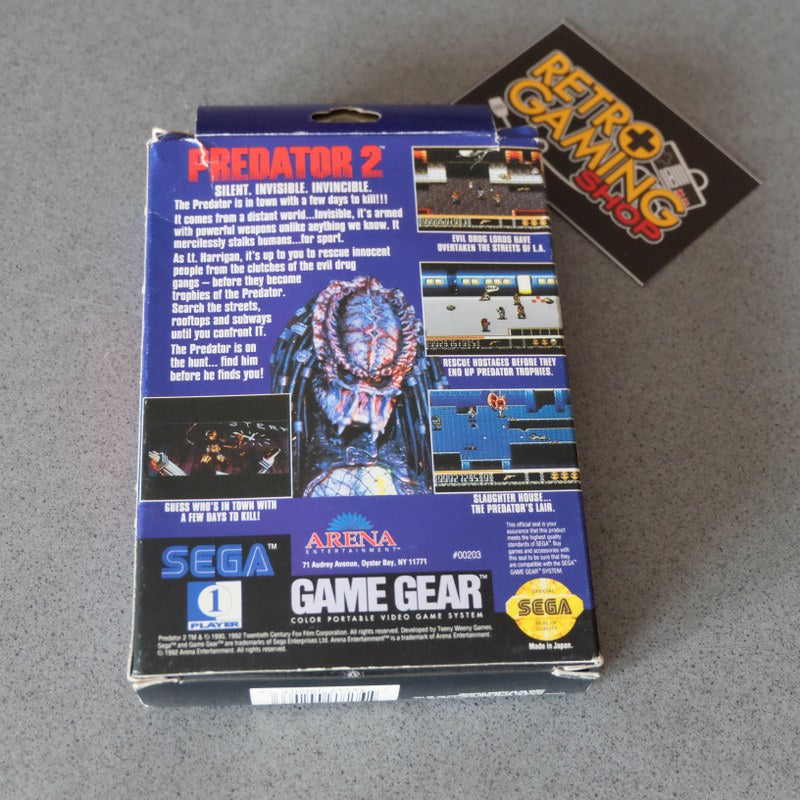 PREDATOR 2™
SILENT. INVISIBLE. INVINCIBLE.
The Predator is in town with a few days to kill!!!
It comes from a distant world...Invisible, it's armed
with powerful weapons unlike anything we know. It
mercilessly stalks humans...for sport.
As Lt. Harrigan, it's up to you to rescue innocent
people from the clutches of the evil drug
gangs – before they become
trophies of the Predator.
Search the streets,
rooftops and subways
until you confront IT.
The Predator is on
the hunt... find him
before he finds you!
EVIL DRUG LORDS HAVE
OVERTAKEN THE STREETS OF L.A.
RESCUE HOSTAGES BEFORE THEY
END UP PREDATOR TROPHIES.
SLAUGHTER HOUSE...
THE PREDATOR'S LAIR.
GUESS WHO'S IN TOWN WITH
A FEW DAYS TO KILL!
ARENA
ENTERTAINMENT™
71 Audrey Avenue, Oyster Bay, NY 11771
#00203
This official seal is your
assurance that this product
meets the highest quality
standards of SEGA™. Buy
games and accessories with
this seal to be sure that they
are compatible with the SEGA™
GAME GEAR™ SYSTEM.
SEGA™
1
PLAYER
GAME GEAR™
COLOR PORTABLE VIDEO GAME SYSTEM
OFFICIAL
SEGA
SEAL OF
QUALITY
Made in Japan.
Predator 2 TM & © 1990, 1992 Twentieth Century Fox Film Corporation. All rights reserved. Developed by Teeny Weeny Games.
Sega™ and Game Gear™ are trademarks of Sega Enterprises Ltd. Arena Entertainment™ is a trademark of Arena Entertainment.
© 1992 Arena Entertainment. All rights reserved.
RETRO
GAMING
SHOP